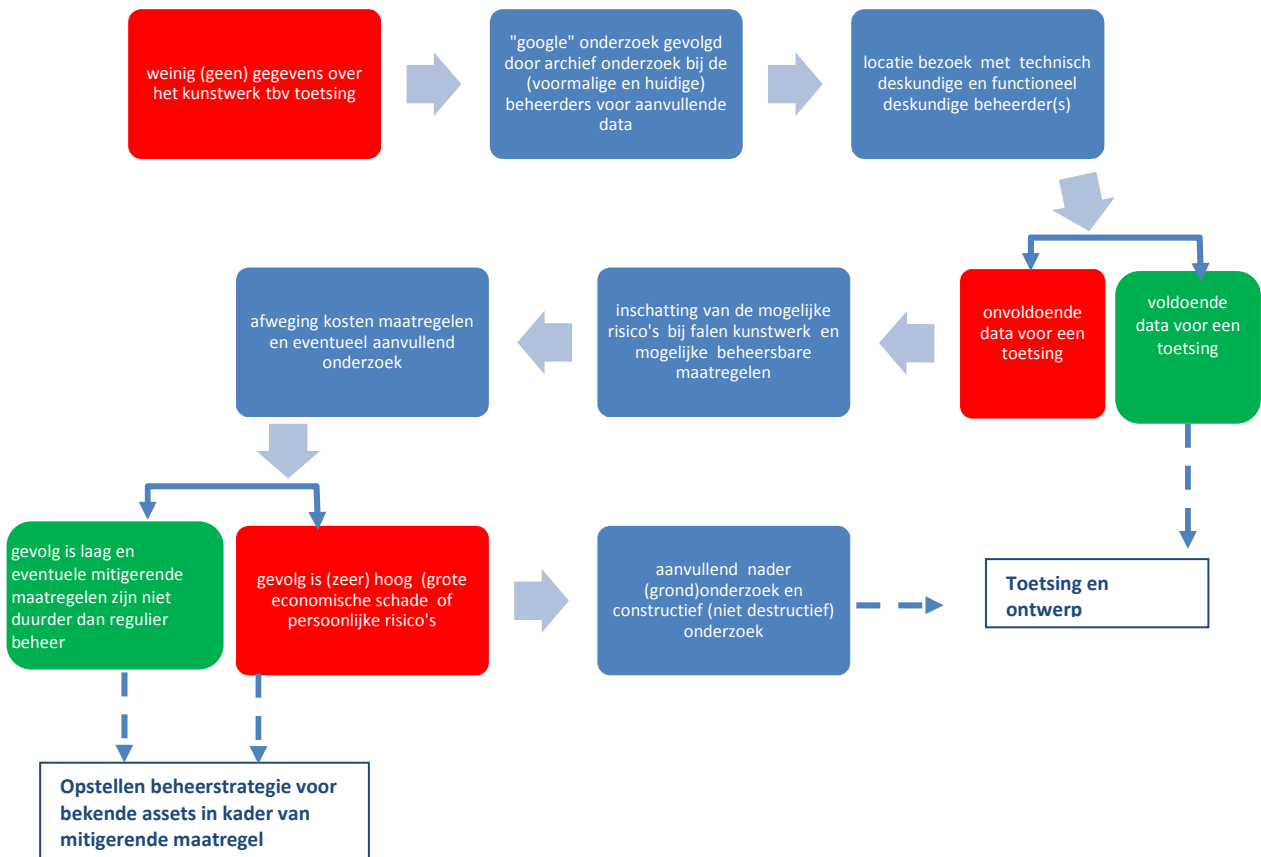 weinig (geen) gegevens over
het kunstwerk tbv toetsing
"google" onderzoek gevolgd
door archief onderzoek bij de
(voormalige en huidige)
beheerders voor aanvullende
data
locatie bezoek met technisch
deskundige en functioneel
deskundige beheerder(s)
afweging kosten maatregelen
en eventueel aanvullend
onderzoek
inschatting van de mogelijke
risico's bij falen kunstwerk en
mogelijke beheersbare
maatregelen
onvoldoende
data voor een
toetsing
voldoende
data voor een
toetsing
gevolg is laag en
eventuele mitigerende
maatregelen zijn niet
duurder dan regulier
beheer
gevolg is (zeer) hoog (grote
economische schade of
persoonlijke risico's
aanvullend nader
(grond)onderzoek en
constructief (niet destructief)
onderzoek
Toetsing en
ontwerp
Opstellen beheerstrategie voor
bekende assets in kader van
mitigerende maatregel